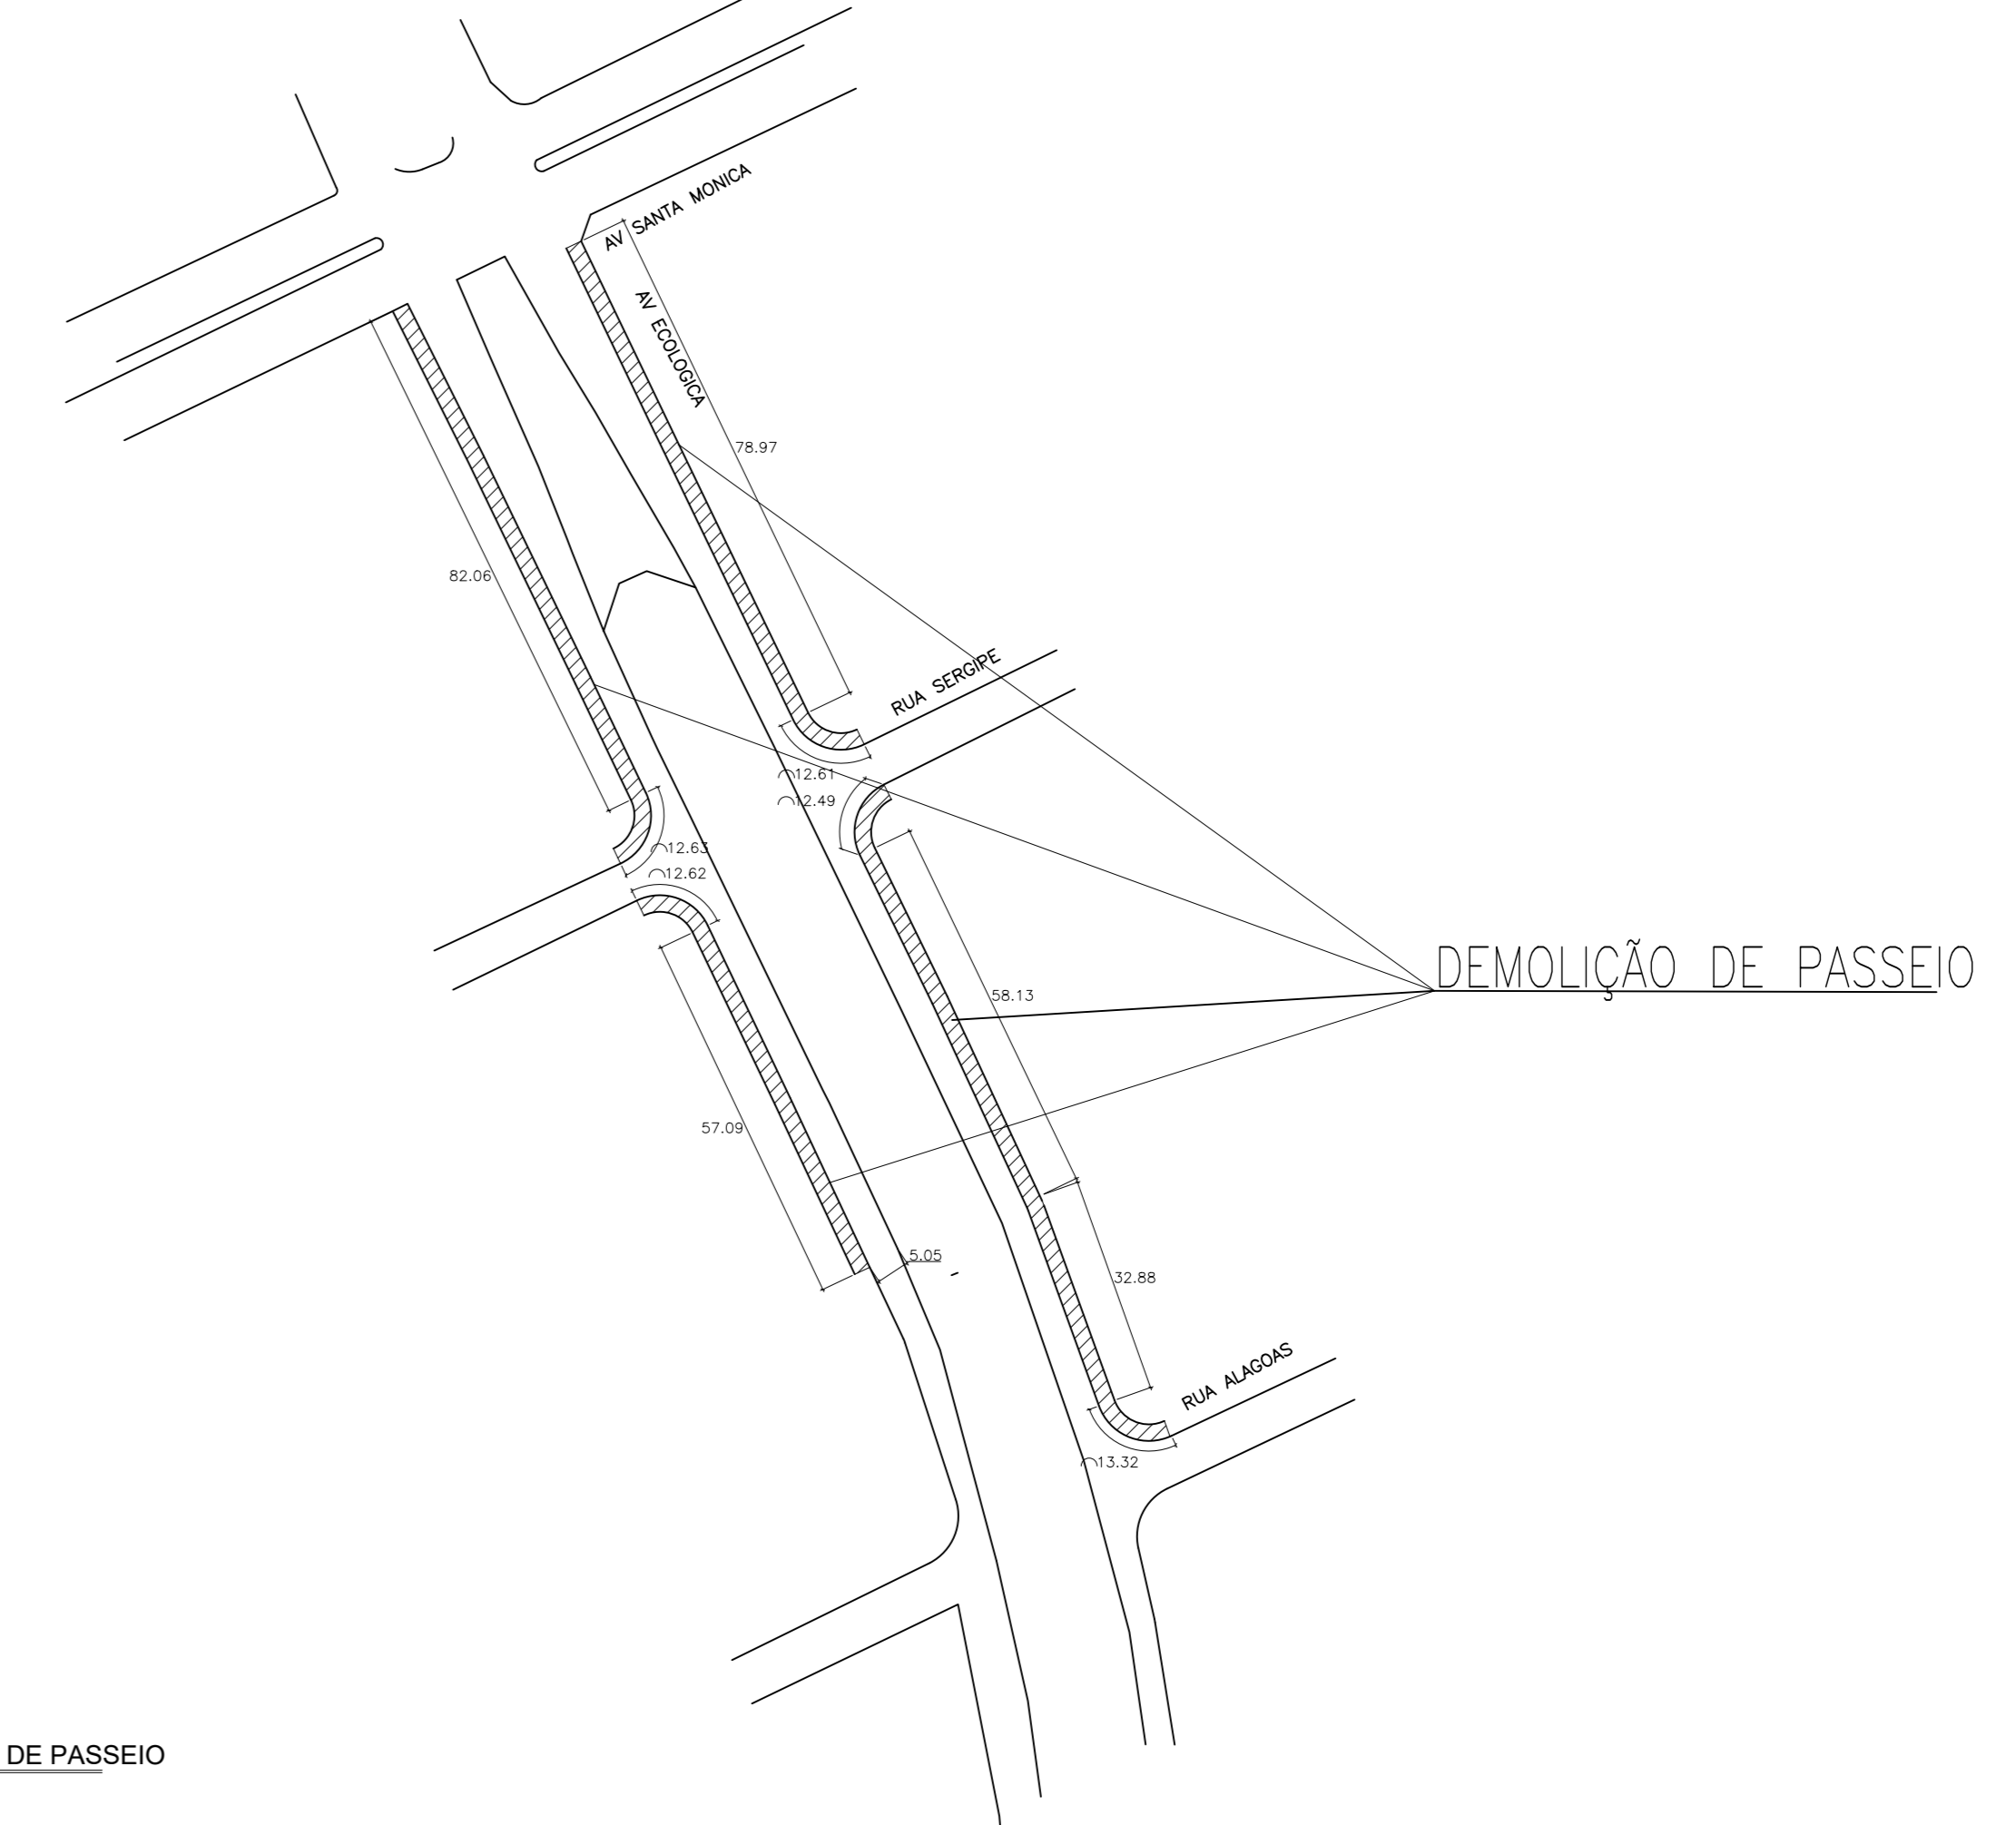 AV SANTA MONICA
AV ECOLOGICA
78.97
82.06
RUA SERGIPE
12.61
12.49
12.63
12.62
DEMOLIÇÃO DE PASSEIO
58.13
57.09
5.05
32.88
RUA ALAGOAS
13.32
DE PASSEIO